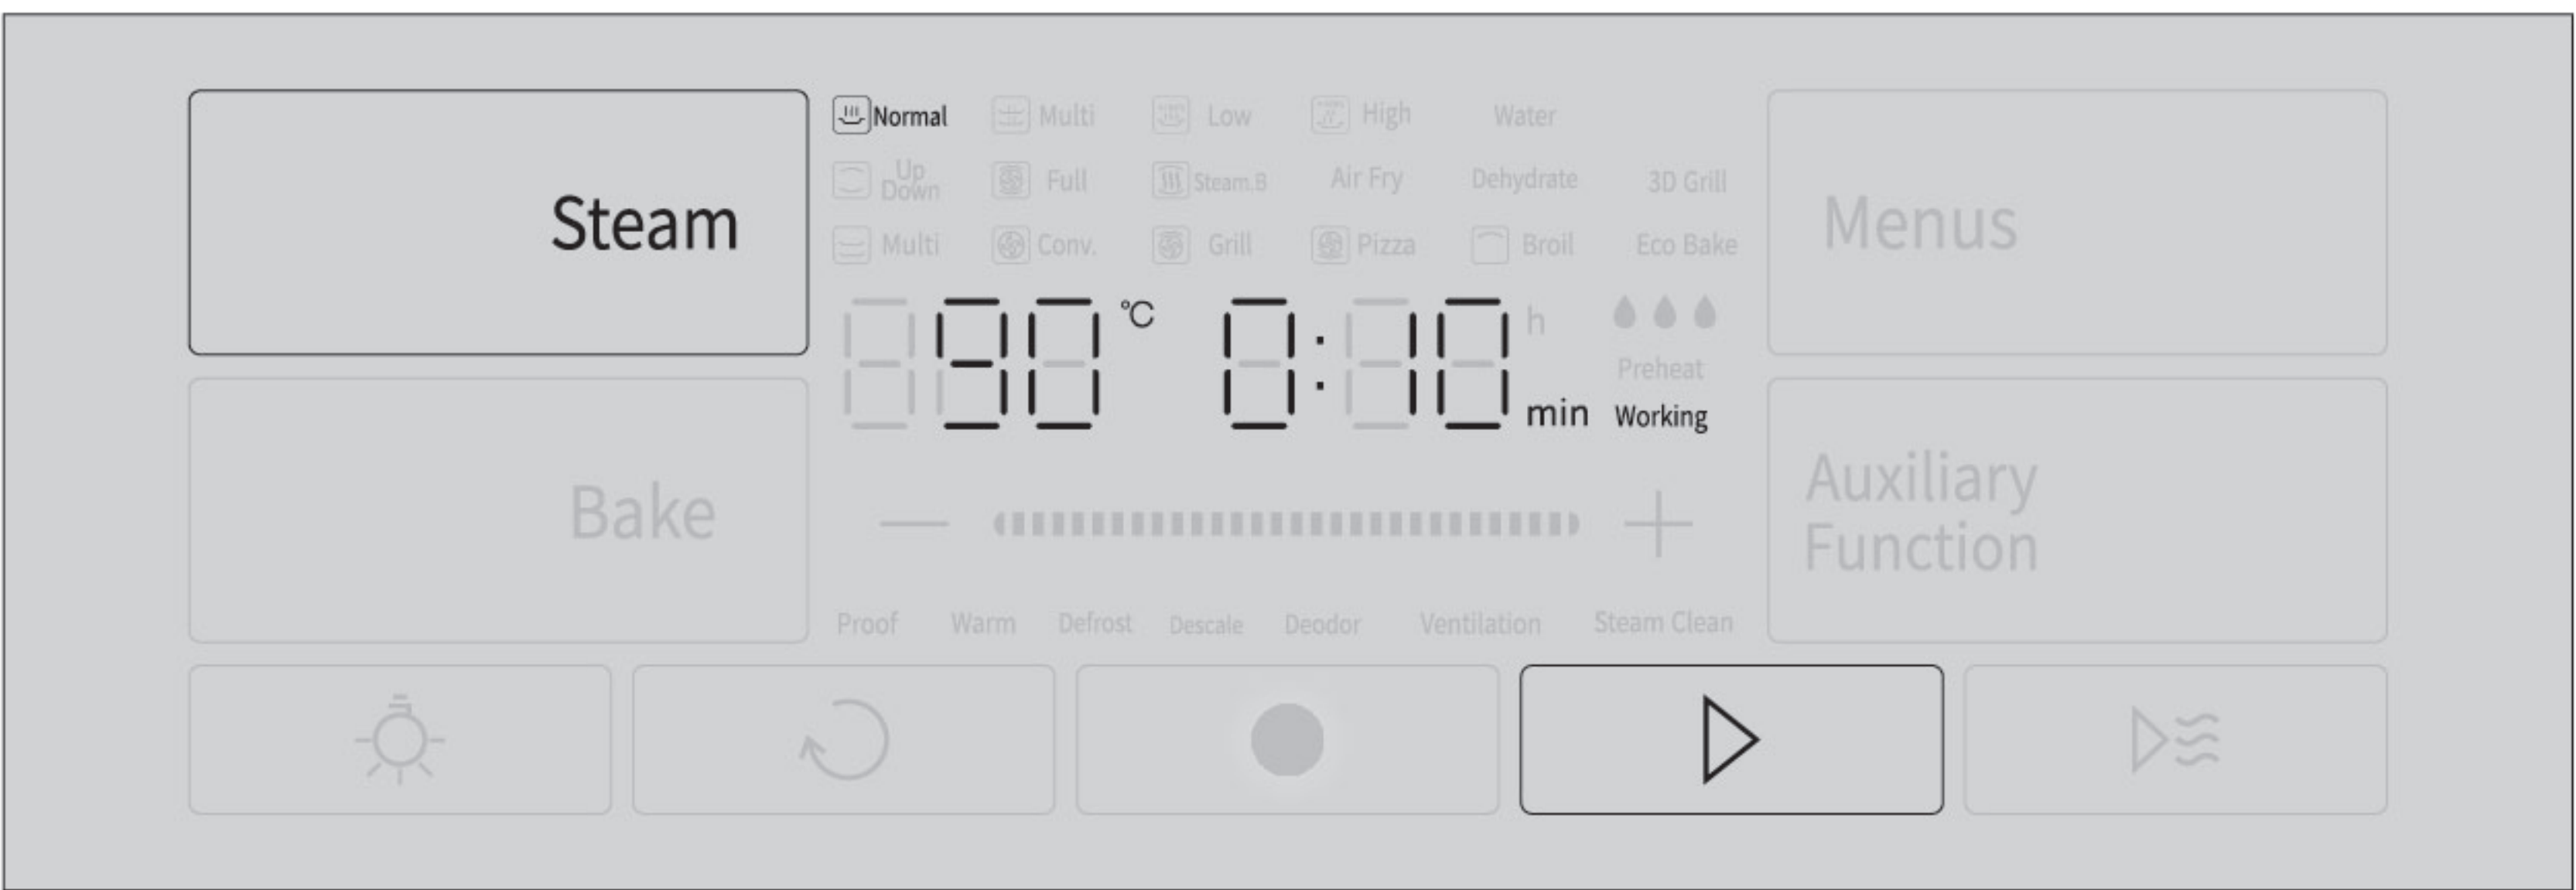 Steam
Normal Multi Low High Water
Up Down Full Steam.B Air Fry Dehydrate 3D Grill
Multi Conv. Grill Pizza Broil Eco Bake
90 ℃ 0:10 h min
Preheat
Working
Menus
Bake
Auxiliary
Function
Proof Warm Defrost Descale Deodor Ventilation Steam Clean